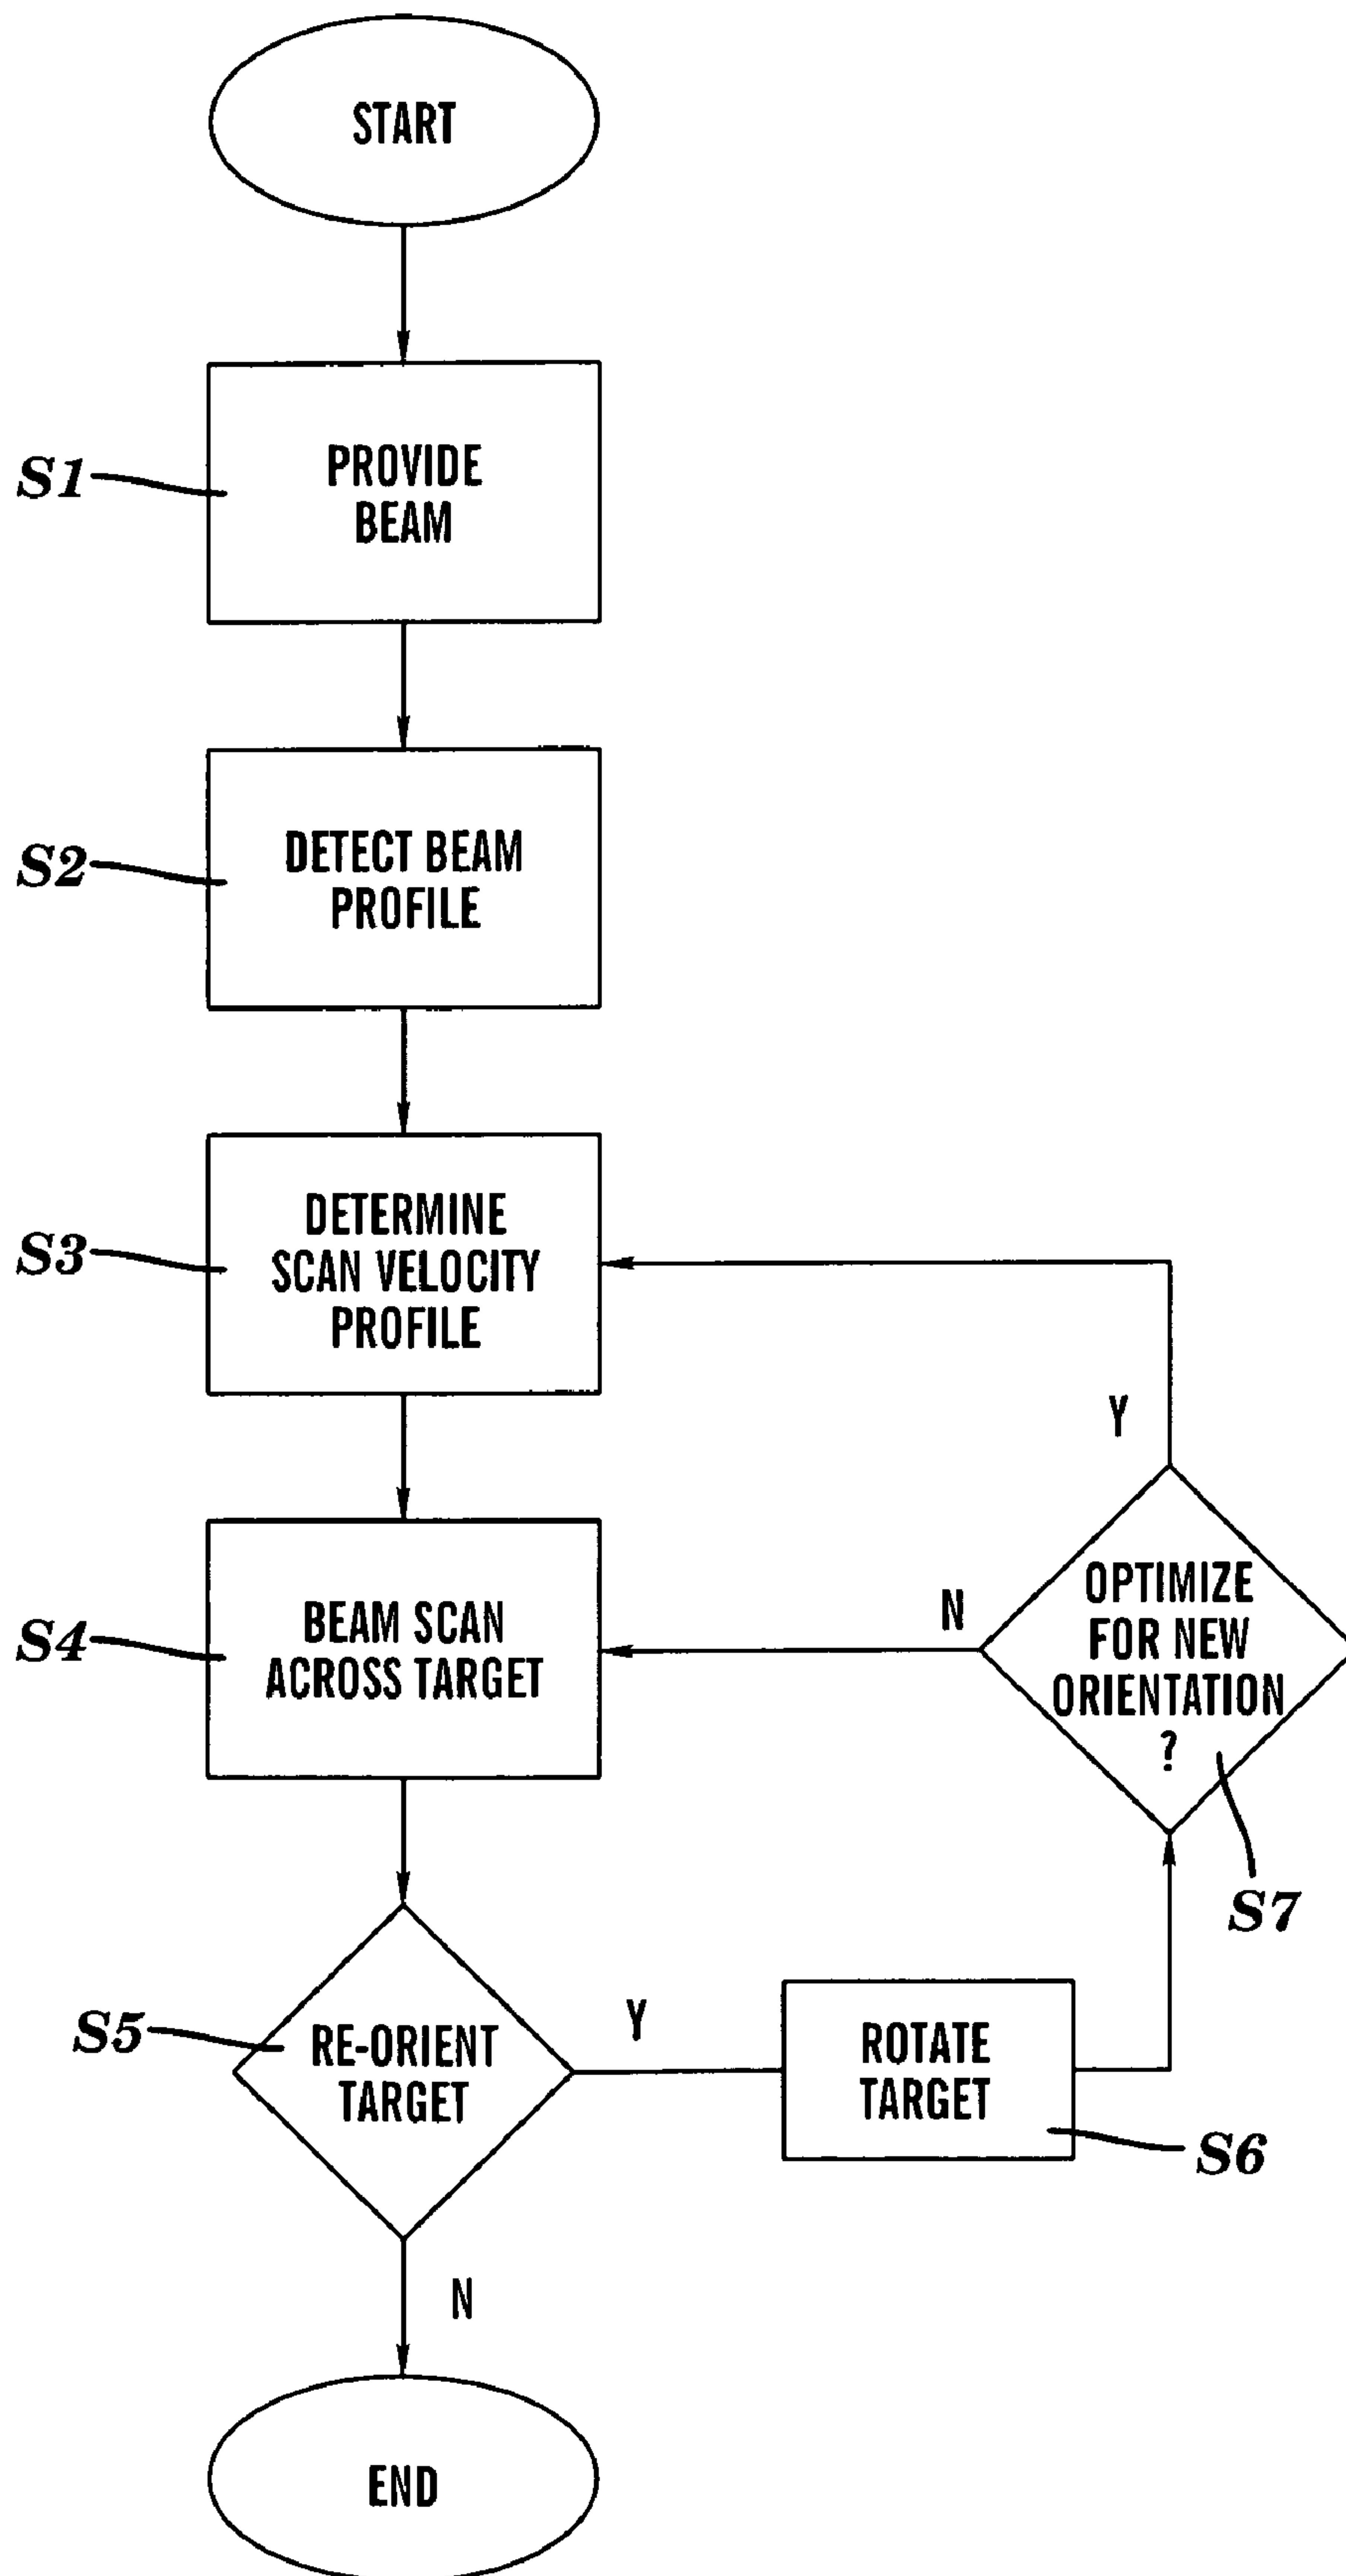 START
S1
PROVIDE
BEAM
S2
DETECT BEAM
PROFILE
S3
DETERMINE
SCAN VELOCITY
PROFILE
Y
S4
BEAM SCAN
ACROSS TARGET
N
OPTIMIZE
FOR NEW
ORIENTATION
?
S7
S5
RE-ORIENT
TARGET
Y
ROTATE
TARGET
S6
N
END